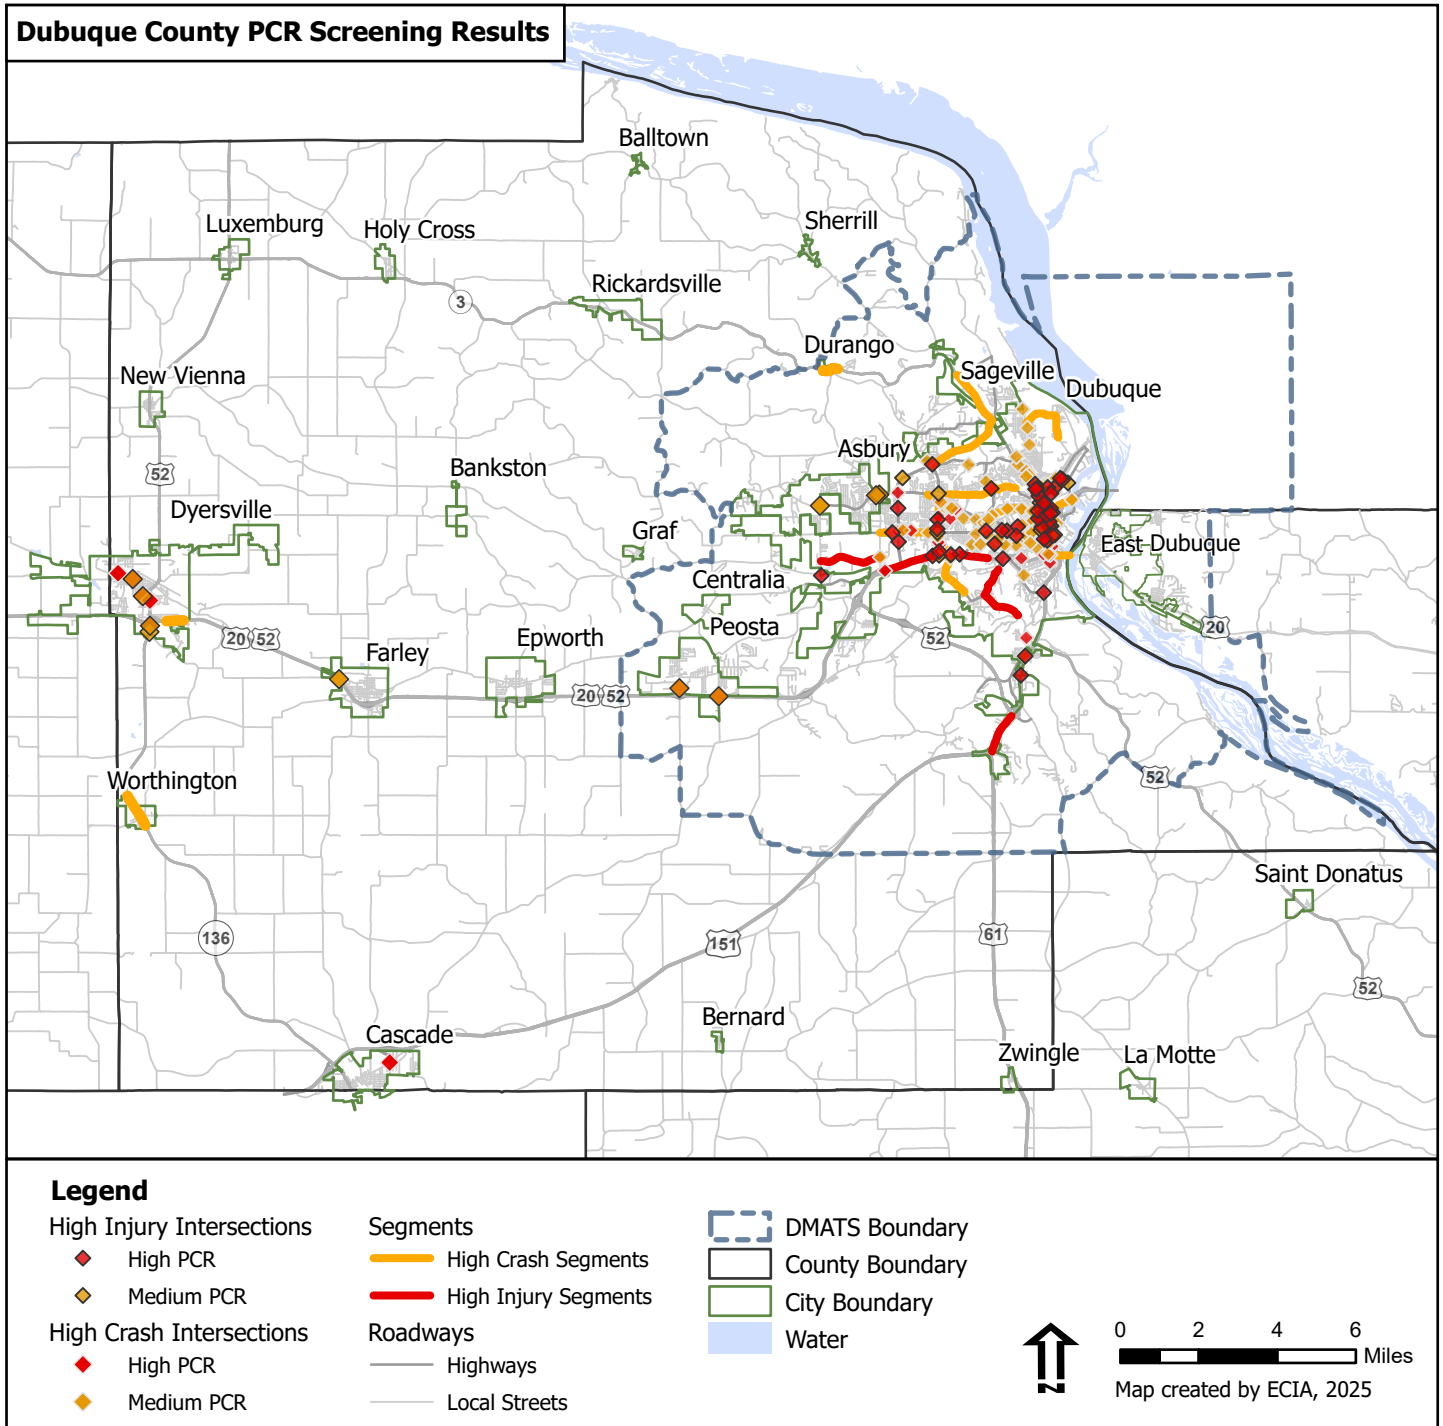 Dubuque County PCR Screening Results
Balltown
Luxemburg
Holy Cross
Sherrill
Rickardsville
3
Durango
New Vienna
Sageville
Dubuque
Asbury
52
Bankston
Dyersville
Graf
East Dubuque
Centralia
20
20 52
Epworth
Peosta
52
Farley
20 52
Worthington
52
Saint Donatus
136
151
61
52
Bernard
Cascade
Zwingle
La Motte
Legend
High Injury Intersections
High PCR
Medium PCR
High Crash Intersections
High PCR
Medium PCR
Segments
High Crash Segments
High Injury Segments
Roadways
Highways
Local Streets
DMATS Boundary
County Boundary
City Boundary
Water
N
0 2 4 6
Miles
Map created by ECIA, 2025